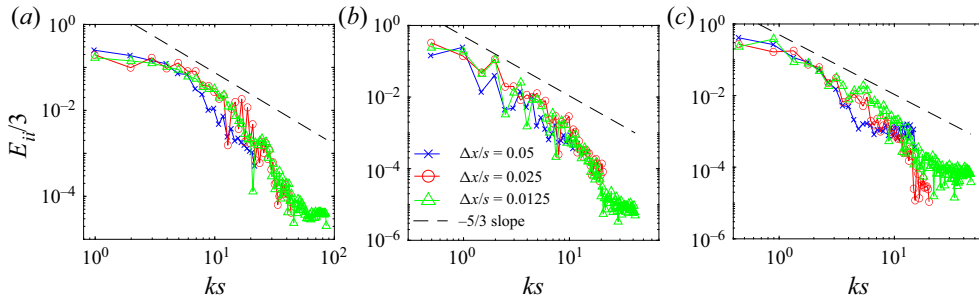 (a)
10^0
10^-2
10^-4
10^0
10^1
10^2
ks
E_ii/3
(b)
10^0
10^-2
10^-4
10^-6
10^0
10^1
ks
Δx/s = 0.05
Δx/s = 0.025
Δx/s = 0.0125
–5/3 slope
(c)
10^0
10^-2
10^-4
10^-6
10^0
10^1
ks